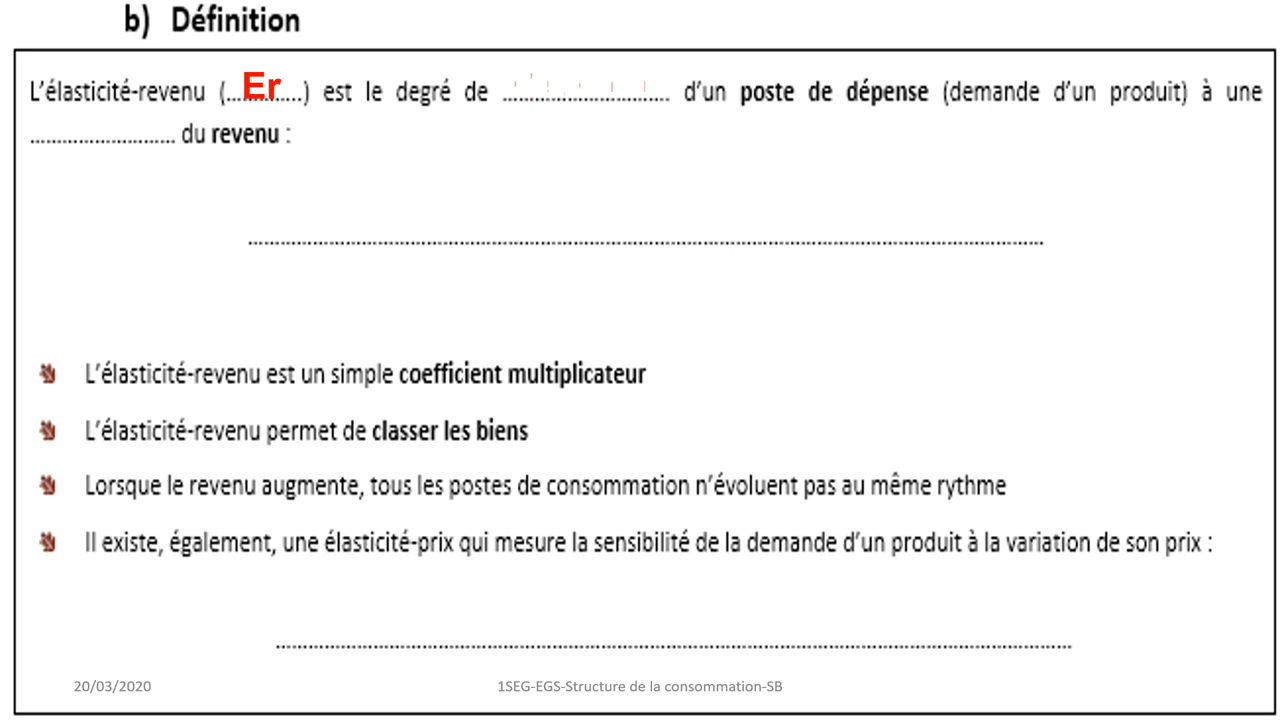 b) Définition
L'élasticité-revenu (....Er....) est le degré de .............................. d'un poste de dépense (demande d'un produit) à une
.......................... du revenu :
L'élasticité-revenu est un simple coefficient multiplicateur
L'élasticité-revenu permet de classer les biens
Lorsque le revenu augmente, tous les postes de consommation n'évoluent pas au même rythme
Il existe, également, une élasticité-prix qui mesure la sensibilité de la demande d'un produit à la variation de son prix :
20/03/2020 1SEG-EGS-Structure de la consommation-SB